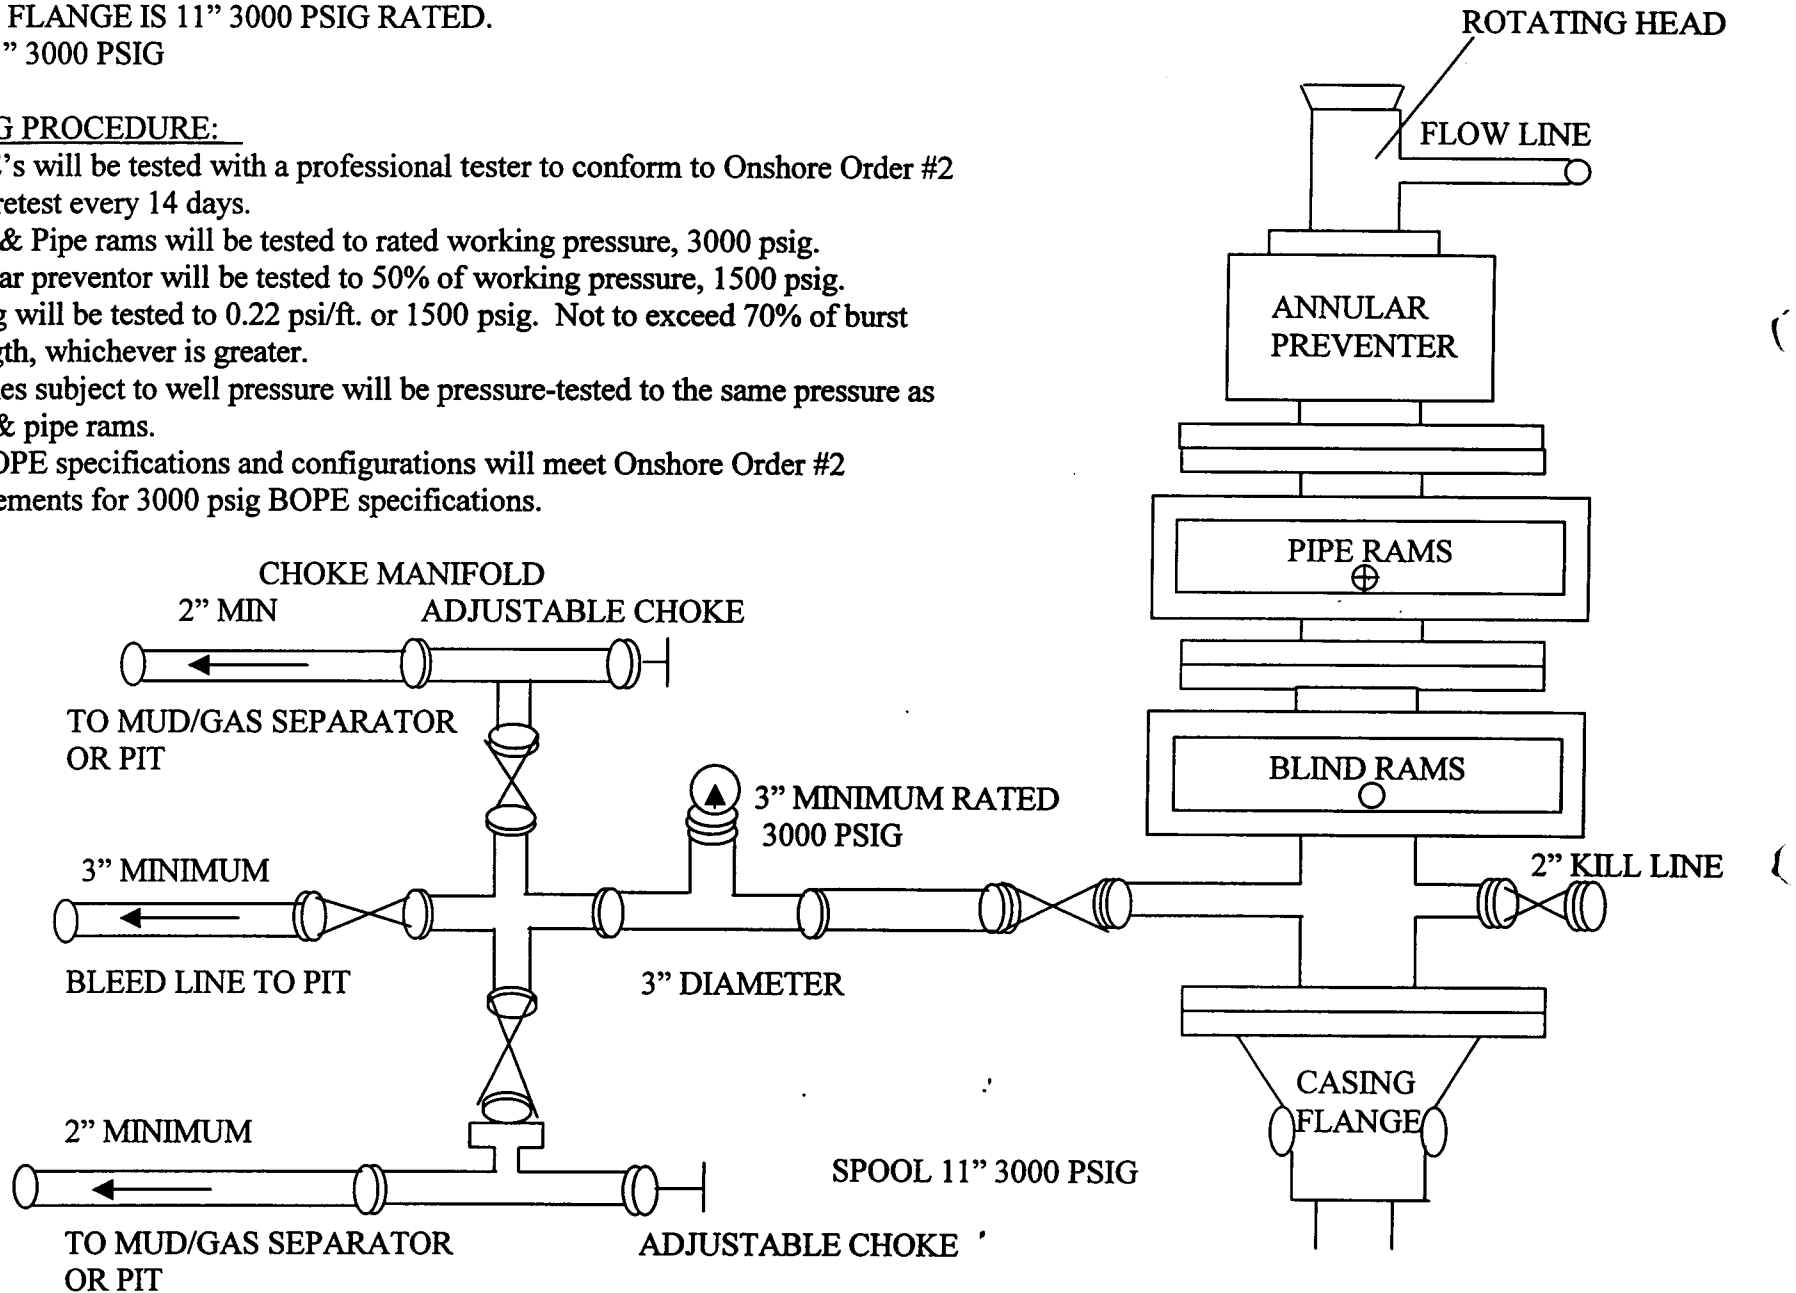 FLANGE IS 11” 3000 PSIG RATED.
” 3000 PSIG
G PROCEDURE:
’s will be tested with a professional tester to conform to Onshore Order #2
retest every 14 days.
& Pipe rams will be tested to rated working pressure, 3000 psig.
ar preventor will be tested to 50% of working pressure, 1500 psig.
g will be tested to 0.22 psi/ft. or 1500 psig. Not to exceed 70% of burst
gth, whichever is greater.
es subject to well pressure will be pressure-tested to the same pressure as
& pipe rams.
OPE specifications and configurations will meet Onshore Order #2
ements for 3000 psig BOPE specifications.
ROTATING HEAD
FLOW LINE
ANNULAR
PREVENTER
PIPE RAMS
BLIND RAMS
2” KILL LINE
CASING
FLANGE
CHOKE MANIFOLD
2” MIN
ADJUSTABLE CHOKE
TO MUD/GAS SEPARATOR
OR PIT
3” MINIMUM RATED
3000 PSIG
3” MINIMUM
BLEED LINE TO PIT
3” DIAMETER
2” MINIMUM
SPOOL 11” 3000 PSIG
TO MUD/GAS SEPARATOR
OR PIT
ADJUSTABLE CHOKE